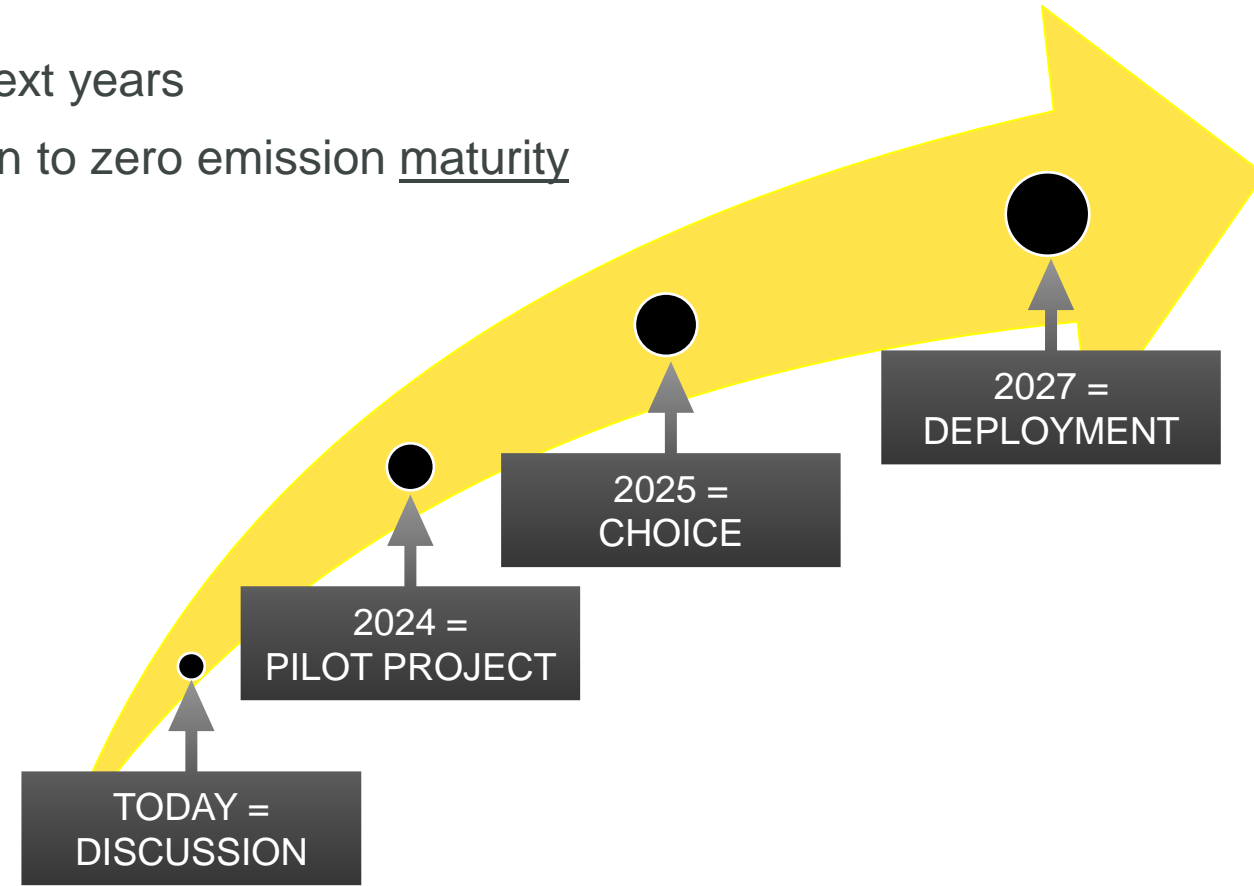 ext years
n to zero emission maturity
2027 =
DEPLOYMENT
2025 =
CHOICE
2024 =
PILOT PROJECT
TODAY =
DISCUSSION